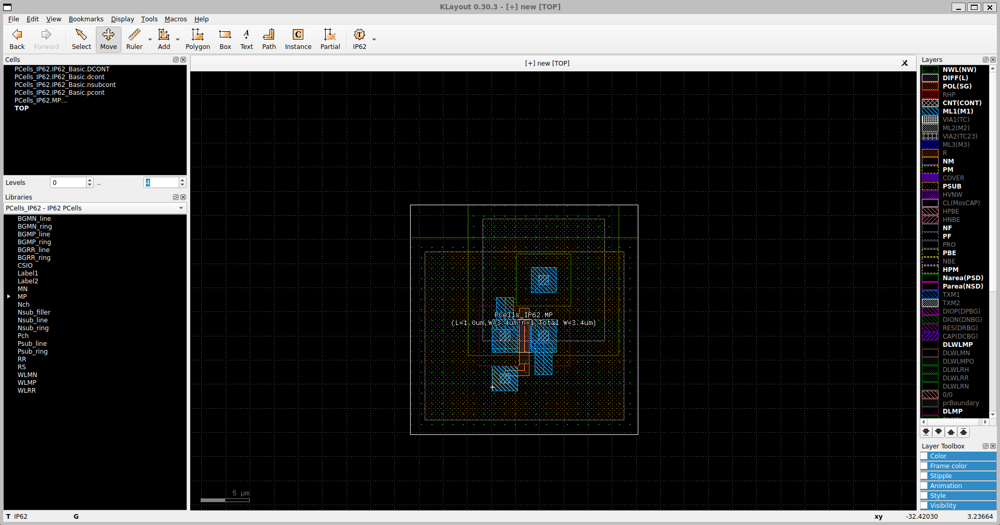 KLayout 0.30.3 - [+] new [TOP]
File Edit View Bookmarks Display Tools Macros Help
Back Forward Select Move Ruler Add Polygon Box Text Path Instance Partial IP62
Cells
PCells_IP62.IP62_Basic.DCONT
PCells_IP62.IP62_Basic.dcont
PCells_IP62.IP62_Basic.nsubcont
PCells_IP62.IP62_Basic.pcont
PCells_IP62.MP...
TOP
Levels 0 .. 4
Libraries
PCells_IP62 - IP62 PCells
BGMN_line
BGMN_ring
BGMP_line
BGMP_ring
BGRR_line
BGRR_ring
CSIO
Label1
Label2
MN
MP
Nch
Nsub_filler
Nsub_line
Nsub_ring
Pch
Psub_line
Psub_ring
RR
RS
WLMN
WLMP
WLRR
[+] new [TOP]
PCells_IP62.MP
(L=1.0um,W=3.4um,n=1,Total W=3.4um)
5 µm
Layers
NWL(NW)
DIFF(L)
POL(SG)
RHP
CNT(CONT)
ML1(M1)
VIA1(TC)
ML2(M2)
VIA2(TC23)
ML3(M3)
R
NM
PM
COVER
PSUB
HVNW
CL(MosCAP)
HPBE
HNBE
NF
PF
PRO
PBE
NBE
HPM
Narea(PSD)
Parea(NSD)
TXM1
TXM2
DIOP(DPBG)
DION(DNBG)
RES(DRBG)
CAP(DCBG)
DLWLMP
DLWLMN
DLWLMPO
DLWLRH
DLWLRR
DLWLRN
0/0
prBoundary
DLMP
Layer Toolbox
Color
Frame color
Stipple
Animation
Style
Visibility
T IP62 G xy -32.42030 3.23664